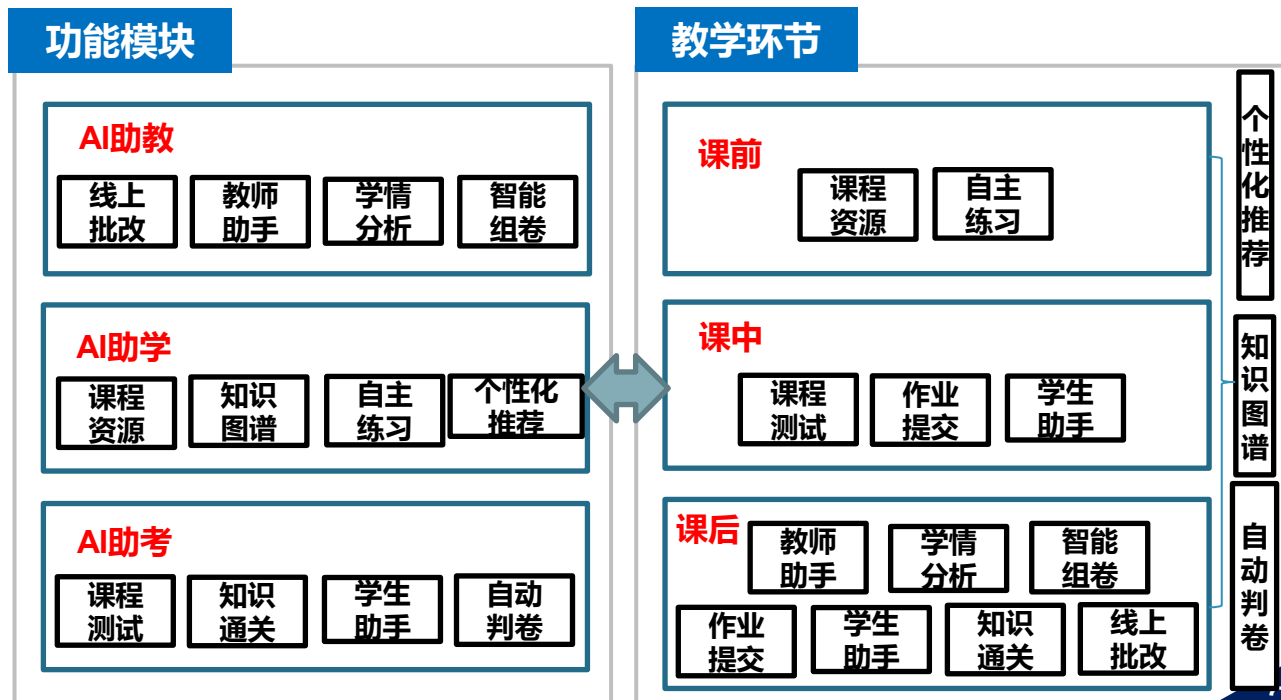 功能模块
AI助教
线上
批改
教师
助手
学情
分析
智能
组卷
AI助学
课程
资源
知识
图谱
自主
练习
个性化
推荐
AI助考
课程
测试
知识
通关
学生
助手
自动
判卷
教学环节
课前
课程
资源
自主
练习
课中
课程
测试
作业
提交
学生
助手
课后
教师
助手
学情
分析
智能
组卷
作业
提交
学生
助手
知识
通关
线上
批改
个性化推荐
知识图谱
自动判卷